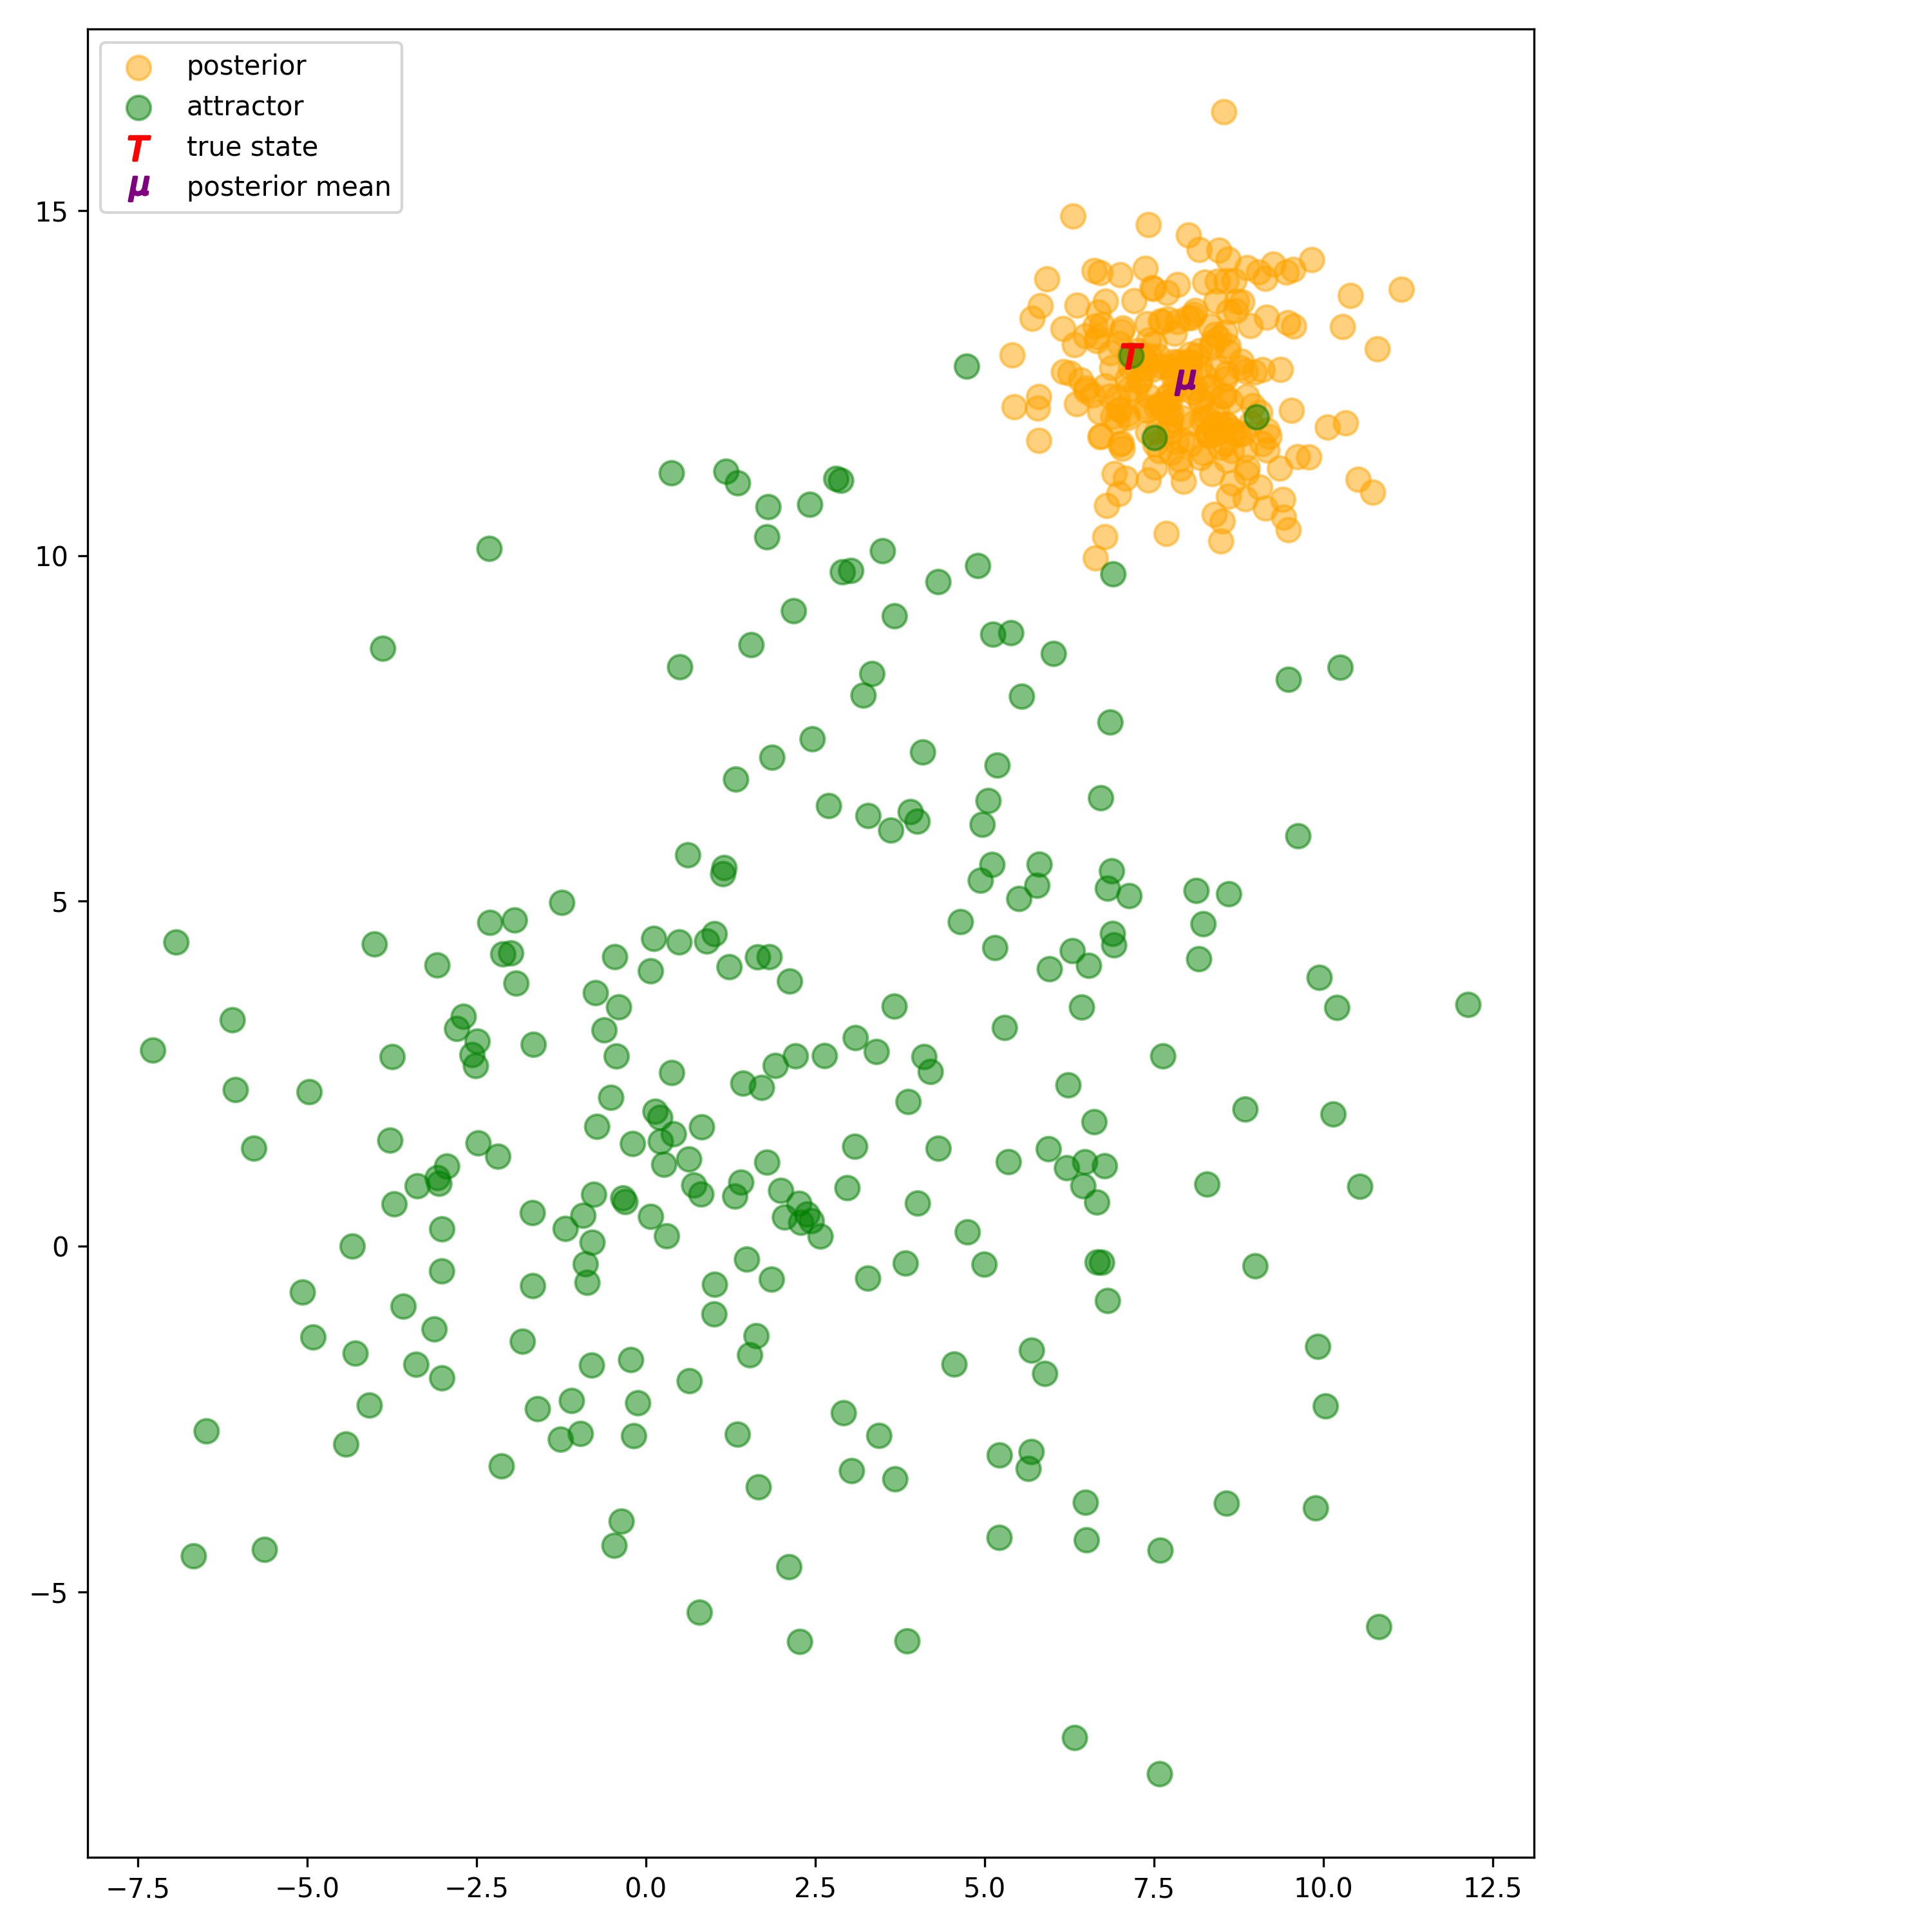 posterior
attractor
T true state
μ posterior mean
15
10
5
0
−5
−7.5 −5.0 −2.5 0.0 2.5 5.0 7.5 10.0 12.5
T
μ